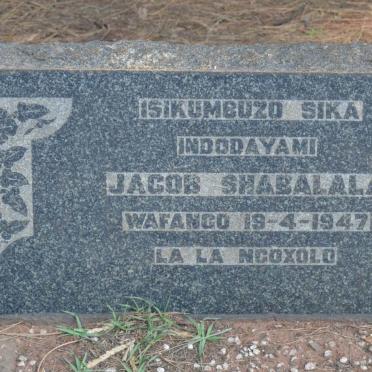 ISIKUMBUZO SIKA
INDODAYAMI
JACOB SHABALALA
WAFANGO 19-4-1947
LA LA NGOXOLO